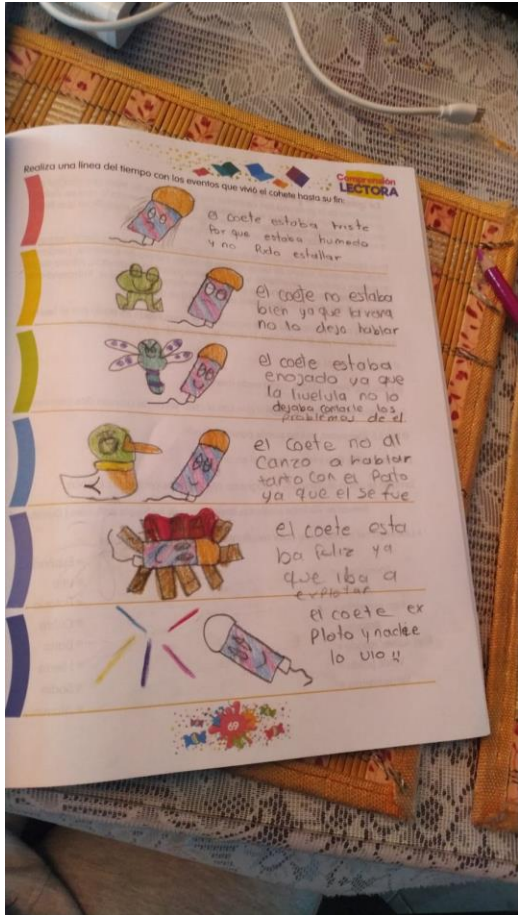 Realiza una línea del tiempo con los eventos que vivió el cohete hasta su fin:
Comprensión
LECTORA
el coete estaba triste
por que estaba humedo
y no Pudo estallar
el coete no estaba
bien ya que la rana
no lo dejo hablar
el coete estaba
enojado ya que
la livelula no lo
dejaba contarle los
problemas de el
el coete no al
canzo a hablar
tanto con el Pato
ya que el se fue
el coete esta
ba feliz ya
que iba a
explotar
el coete ex
Ploto y nadie
lo vio !!
69